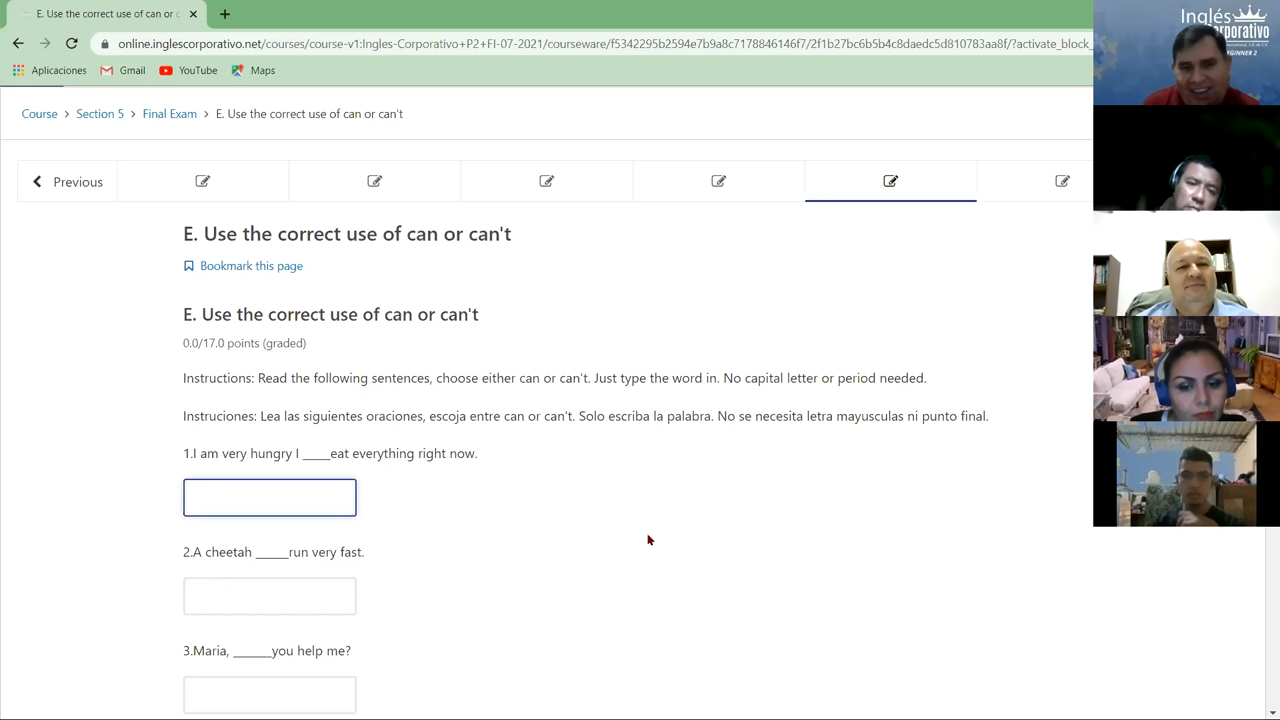 E. Use the correct use of can or c
online.inglescorporativo.net/courses/course-v1:Ingles-Corporativo+P2+FI-07-2021/courseware/f5342295b2594e7b9a8c7178846146f7/2f1b27bc6b5b4c8daedc5d810783aa8f/?activate_block_
Aplicaciones Gmail YouTube Maps
Course > Section 5 > Final Exam > E. Use the correct use of can or can't
Previous
E. Use the correct use of can or can't
Bookmark this page
E. Use the correct use of can or can't
0.0/17.0 points (graded)
Instructions: Read the following sentences, choose either can or can't. Just type the word in. No capital letter or period needed.
Instruciones: Lea las siguientes oraciones, escoja entre can or can't. Solo escriba la palabra. No se necesita letra mayusculas ni punto final.
1.I am very hungry I _____eat everything right now.
2.A cheetah ______run very fast.
3.Maria, _______you help me?
Inglés
Corporativo